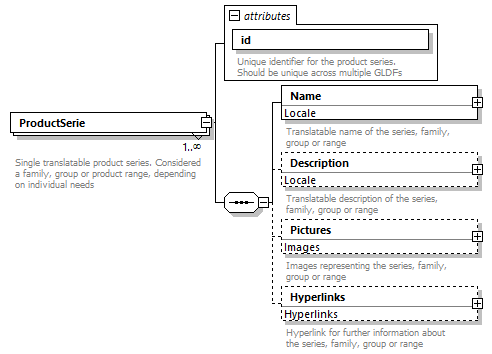 attributes
id
Unique identifier for the product series.
Should be unique across multiple GLDFs
ProductSerie
1..∞
Single translatable product series. Considered
a family, group or product range, depending
on individual needs
Name
Locale
Translatable name of the series, family,
group or range
Description
Locale
Translatable description of the series,
family, group or range
Pictures
Images
Images representing the series, family,
group or range
Hyperlinks
Hyperlinks
Hyperlink for further information about
the series, family, group or range